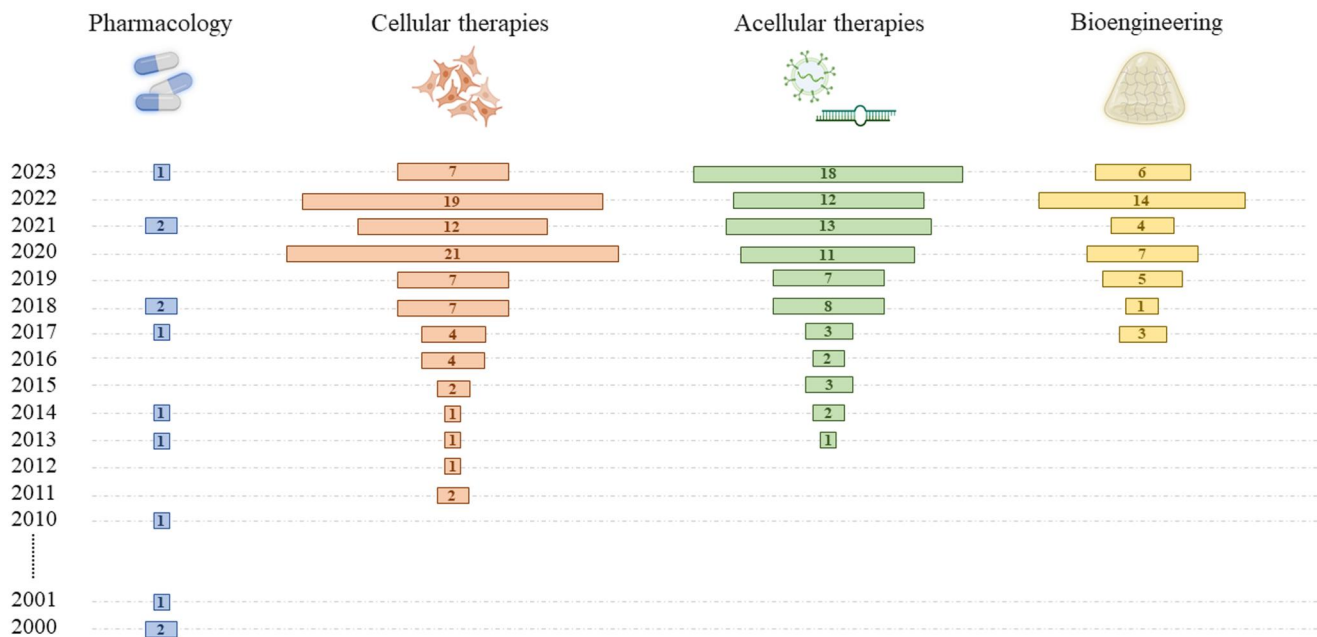 Pharmacology Cellular therapies Acellular therapies Bioengineering
2023 1 7 18 6
2022 19 12 14
2021 2 12 13 4
2020 21 11 7
2019 7 7 5
2018 2 7 8 1
2017 1 4 3 3
2016 4 2
2015 2 3
2014 1 1 2
2013 1 1 1
2012 1
2011 2
2010 1
2001 1
2000 2